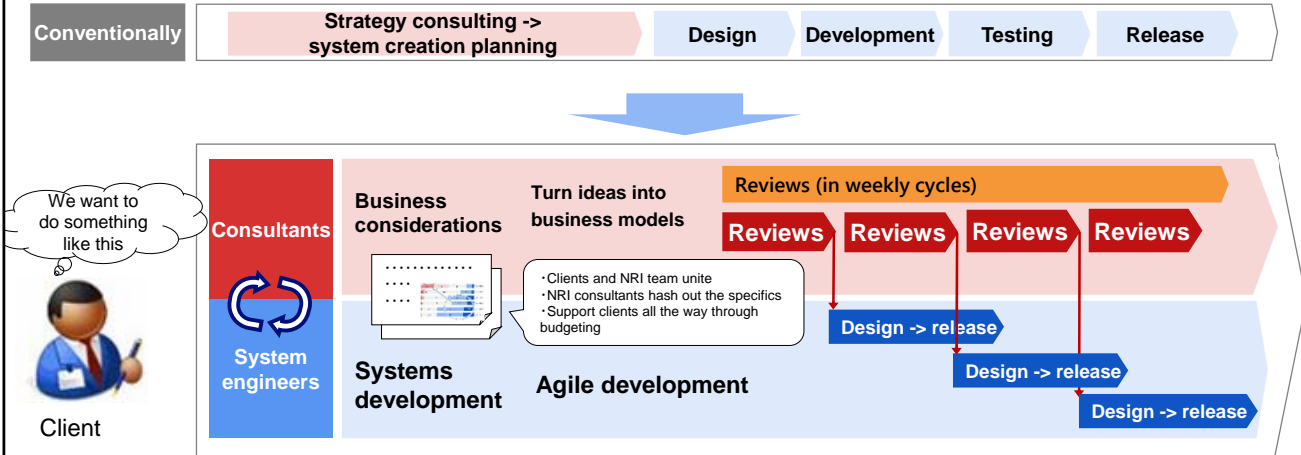 Conventionally
Strategy consulting ->
system creation planning
Design
Development
Testing
Release
We want to
do something
like this
Client
Consultants
System
engineers
Business
considerations
Turn ideas into
business models
Reviews (in weekly cycles)
Reviews
Reviews
Reviews
Reviews
・Clients and NRI team unite
・NRI consultants hash out the specifics
・Support clients all the way through
budgeting
Systems
development
Agile development
Design -> release
Design -> release
Design -> release